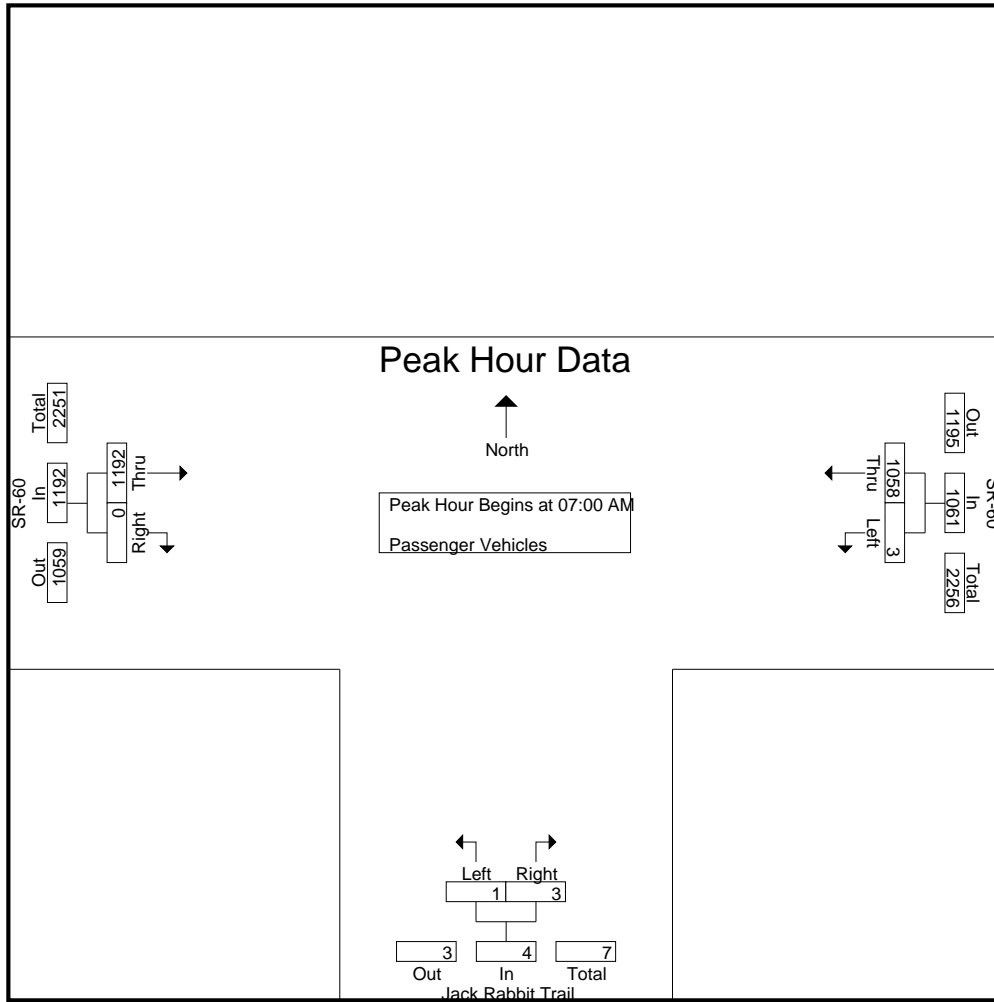 Peak Hour Data
North
Peak Hour Begins at 07:00 AM
Passenger Vehicles
SR-60
Total
2251
In
1192
Out
1059
1192
Thru
0
Right
Out
1195
In
1061
Total
2256
SR-60
1058
Thru
3
Left
Left
Right
1
3
3
4
7
Out
In
Total
Jack Rabbit Trail